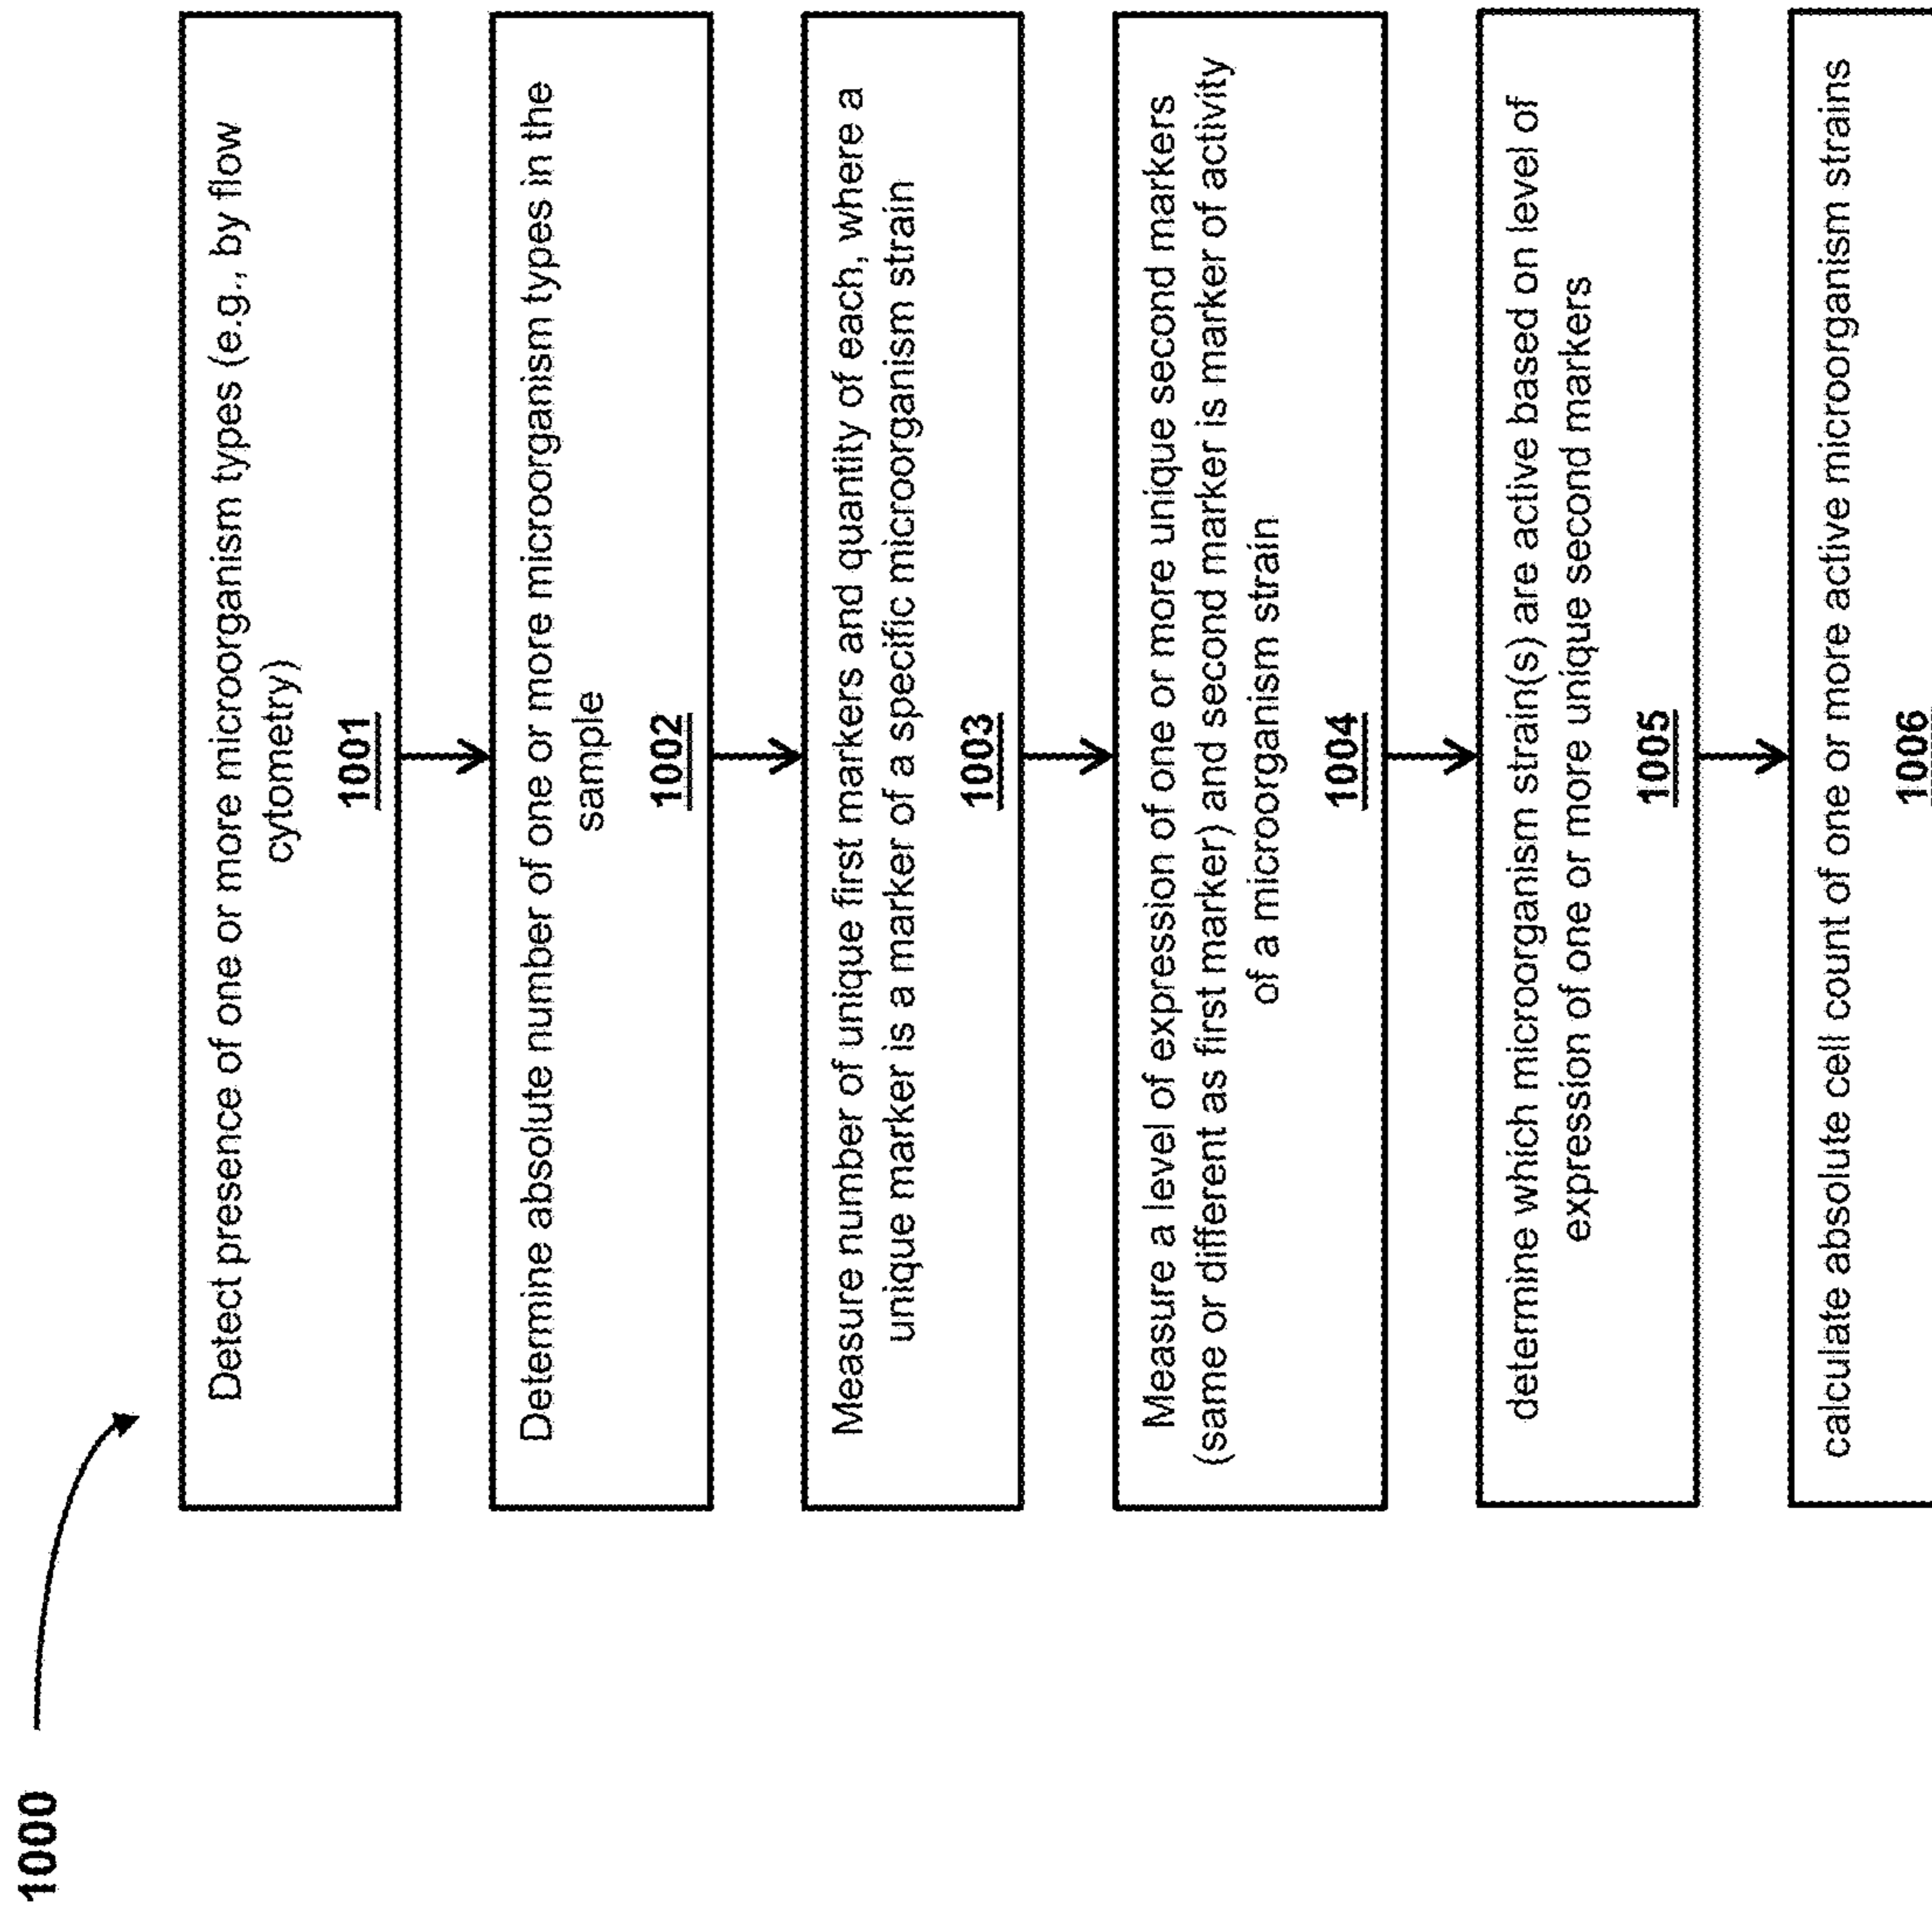 1000
Detect presence of one or more microorganism types (e.g., by flow
cytometry)
1001
Determine absolute number of one or more microorganism types in the
sample
1002
Measure number of unique first markers and quantity of each, where a
unique marker is a marker of a specific microorganism strain
1003
Measure a level of expression of one or more unique second markers
(same or different as first marker) and second marker is marker of activity
of a microorganism strain
1004
determine which microorganism strain(s) are active based on level of
expression of one or more unique second markers
1005
calculate absolute cell count of one or more active microorganism strains
1006